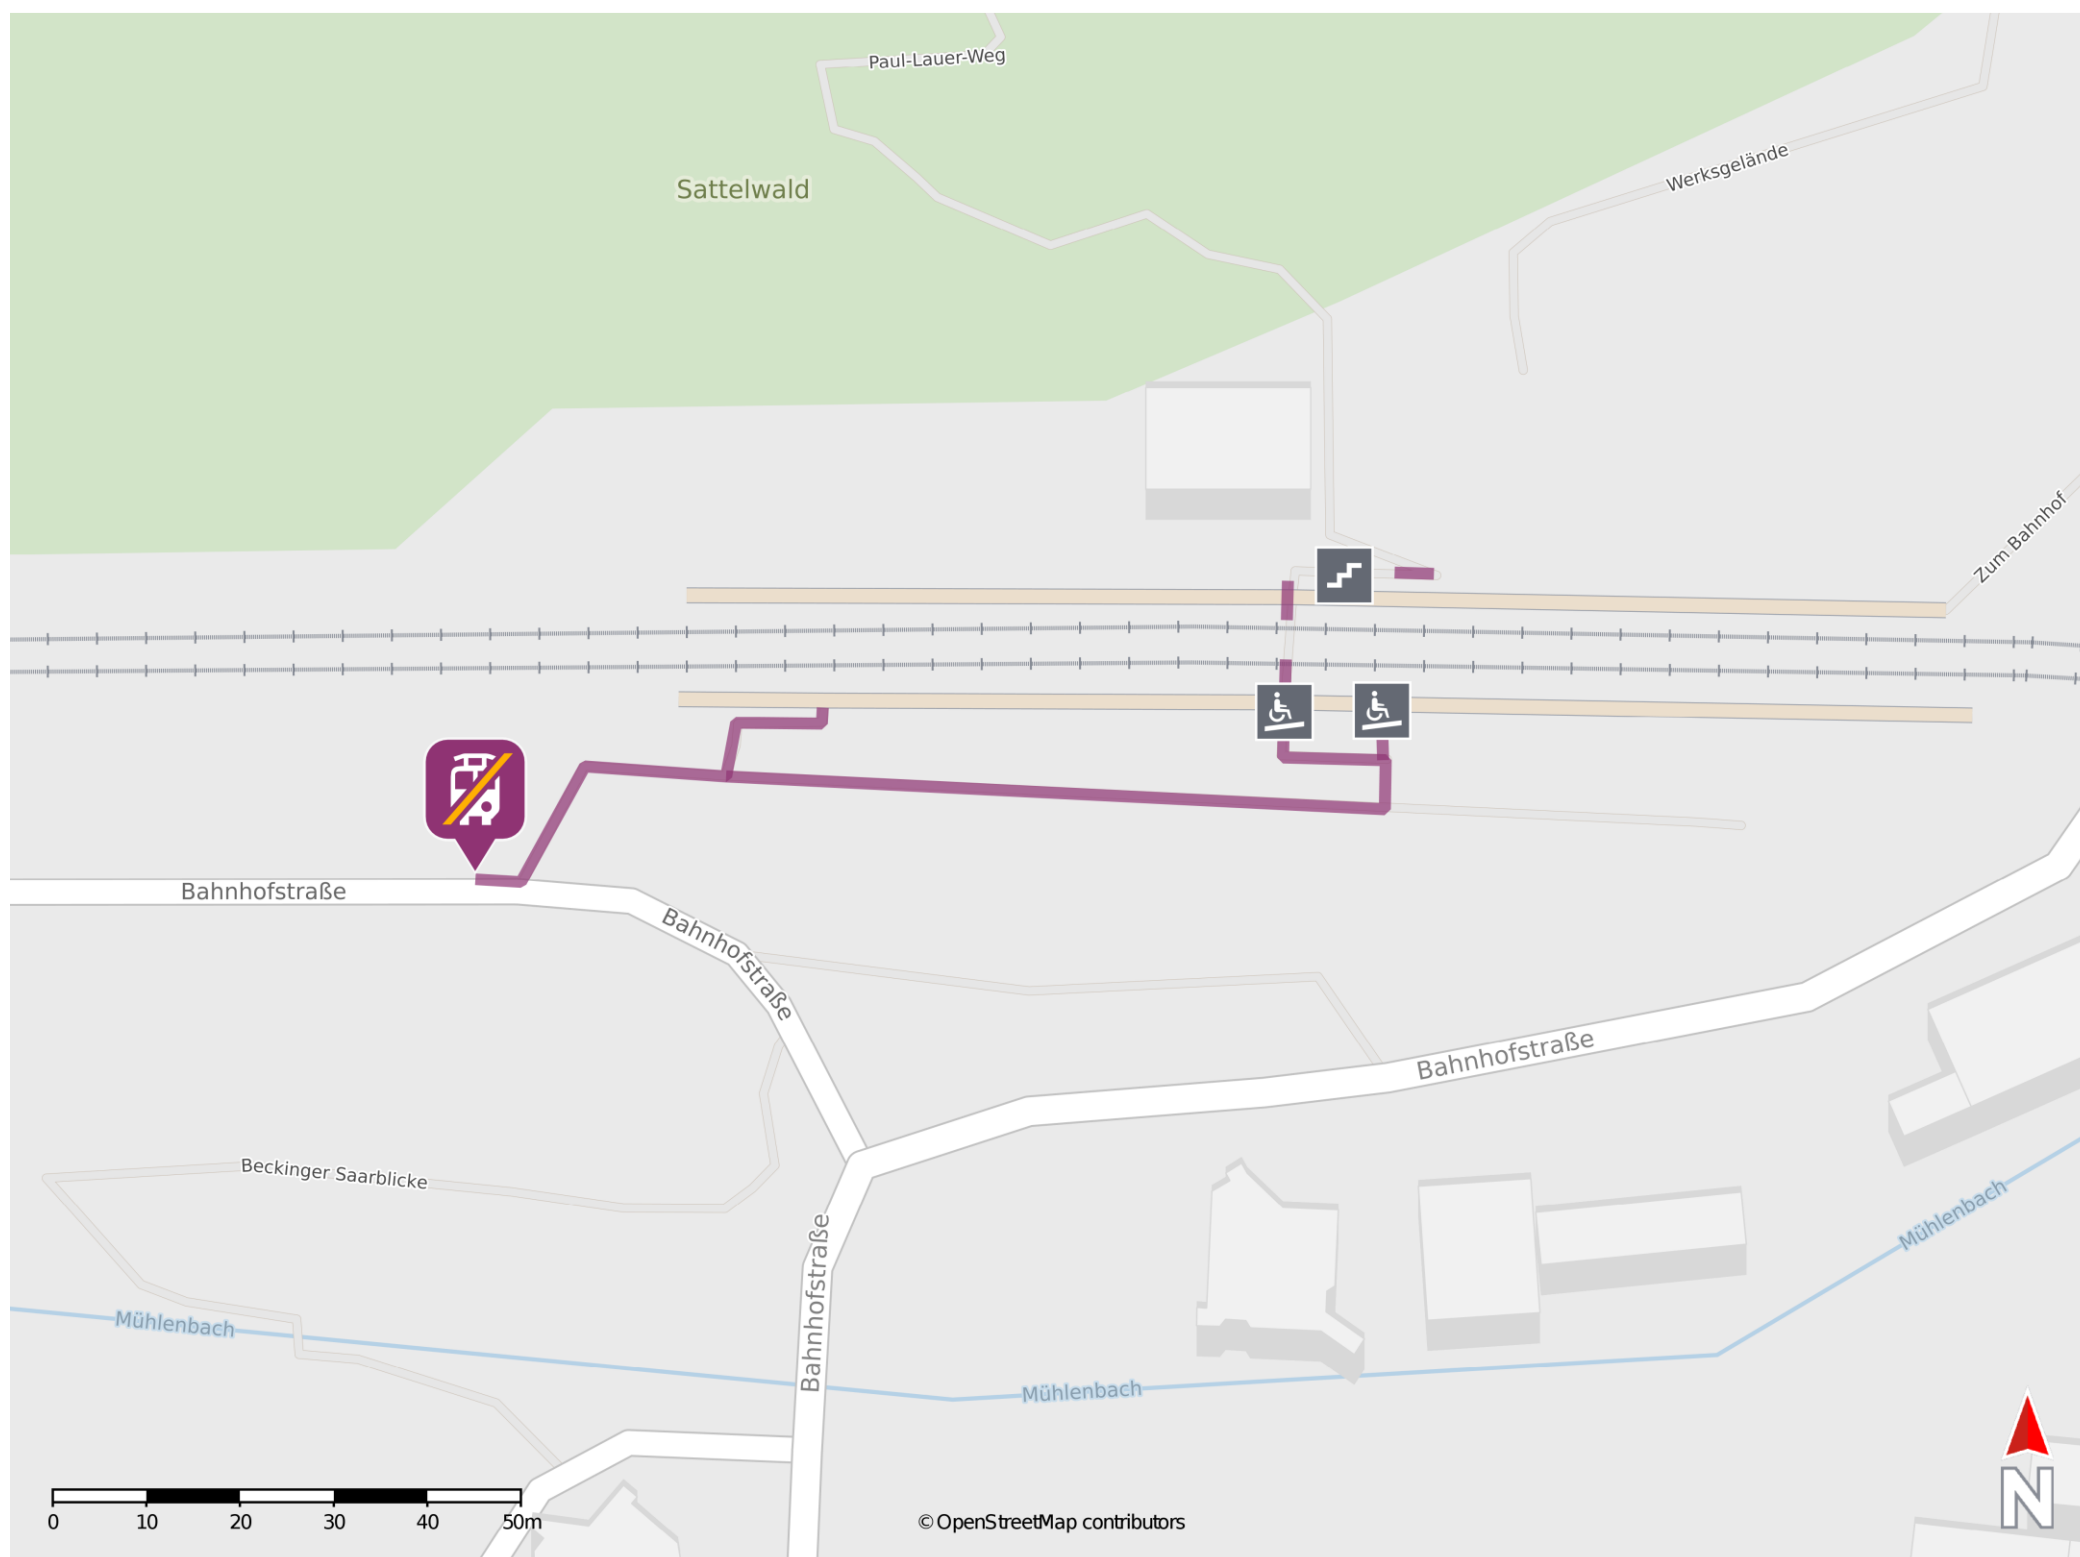 Paul-Lauer-Weg
Werksgelände
Sattelwald
Zum Bahnhof
Bahnhofstraße
Bahnhofstraße
Bahnhofstraße
Beckinger Saarblicke
Bahnhofstraße
Mühlenbach
Mühlenbach
Mühlenbach
0 10 20 30 40 50m
© OpenStreetMap contributors
N